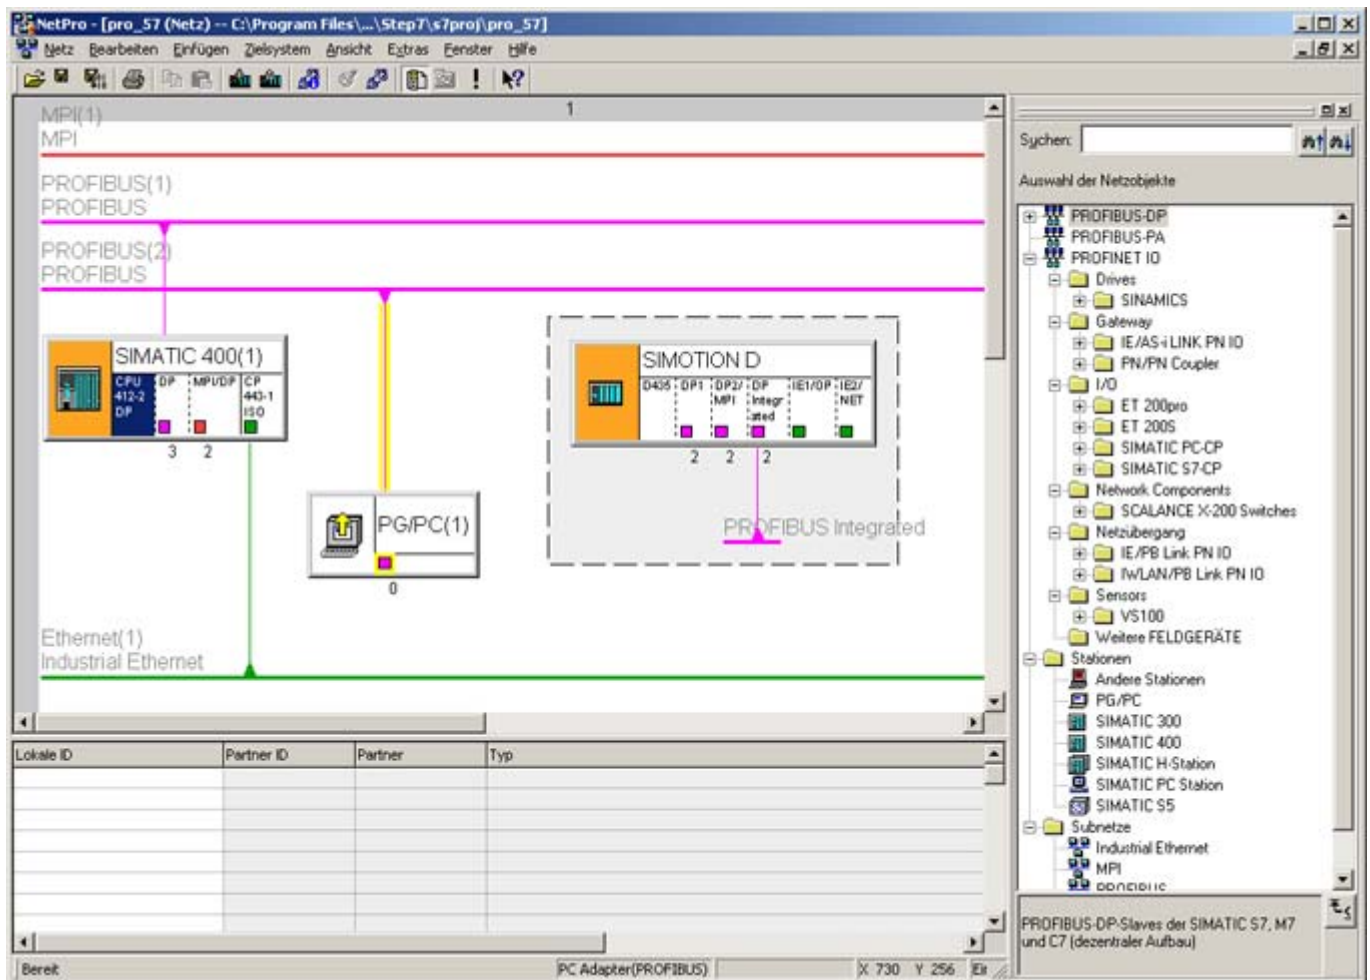 NetPro - [pro_57 (Netz) -- C:\Program Files\...\Step7\s7proj\pro_57]
Netz Bearbeiten Einfügen Zielsystem Ansicht Extras Fenster Hilfe
1
MPI(1)
MPI
PROFIBUS(1)
PROFIBUS
PROFIBUS(2)
PROFIBUS
SIMATIC 400(1)
CPU 412-2 DP
DP
MPI/DP
CP 443-1 ISO
3 2
SIMOTION D
D435
DP1
DP2/MPI
DP Integrated
IE1/OP
IE2/NET
2 2 2
PG/PC(1)
0
PROFIBUS Integrated
Ethernet(1)
Industrial Ethernet
Lokale ID Partner ID Partner Typ
Suchen:
Auswahl der Netzobjekte
PROFIBUS-DP
PROFIBUS-PA
PROFINET IO
Drives
SINAMICS
Gateway
IE/AS-i LINK PN IO
PN/PN Coupler
I/O
ET 200pro
ET 200S
SIMATIC PC-CP
SIMATIC S7-CP
Network Components
SCALANCE X-200 Switches
Netzübergang
IE/PB Link PN IO
IWLAN/PB Link PN IO
Sensors
VS100
Weitere FELDGERÄTE
Stationen
Andere Stationen
PG/PC
SIMATIC 300
SIMATIC 400
SIMATIC H-Station
SIMATIC PC Station
SIMATIC S5
Subnetze
Industrial Ethernet
MPI
PROFIBUS
PROFIBUS-DP-Slaves der SIMATIC S7, M7
und C7 (dezentraler Aufbau)
Bereit PC Adapter(PROFIBUS) X 730 Y 256